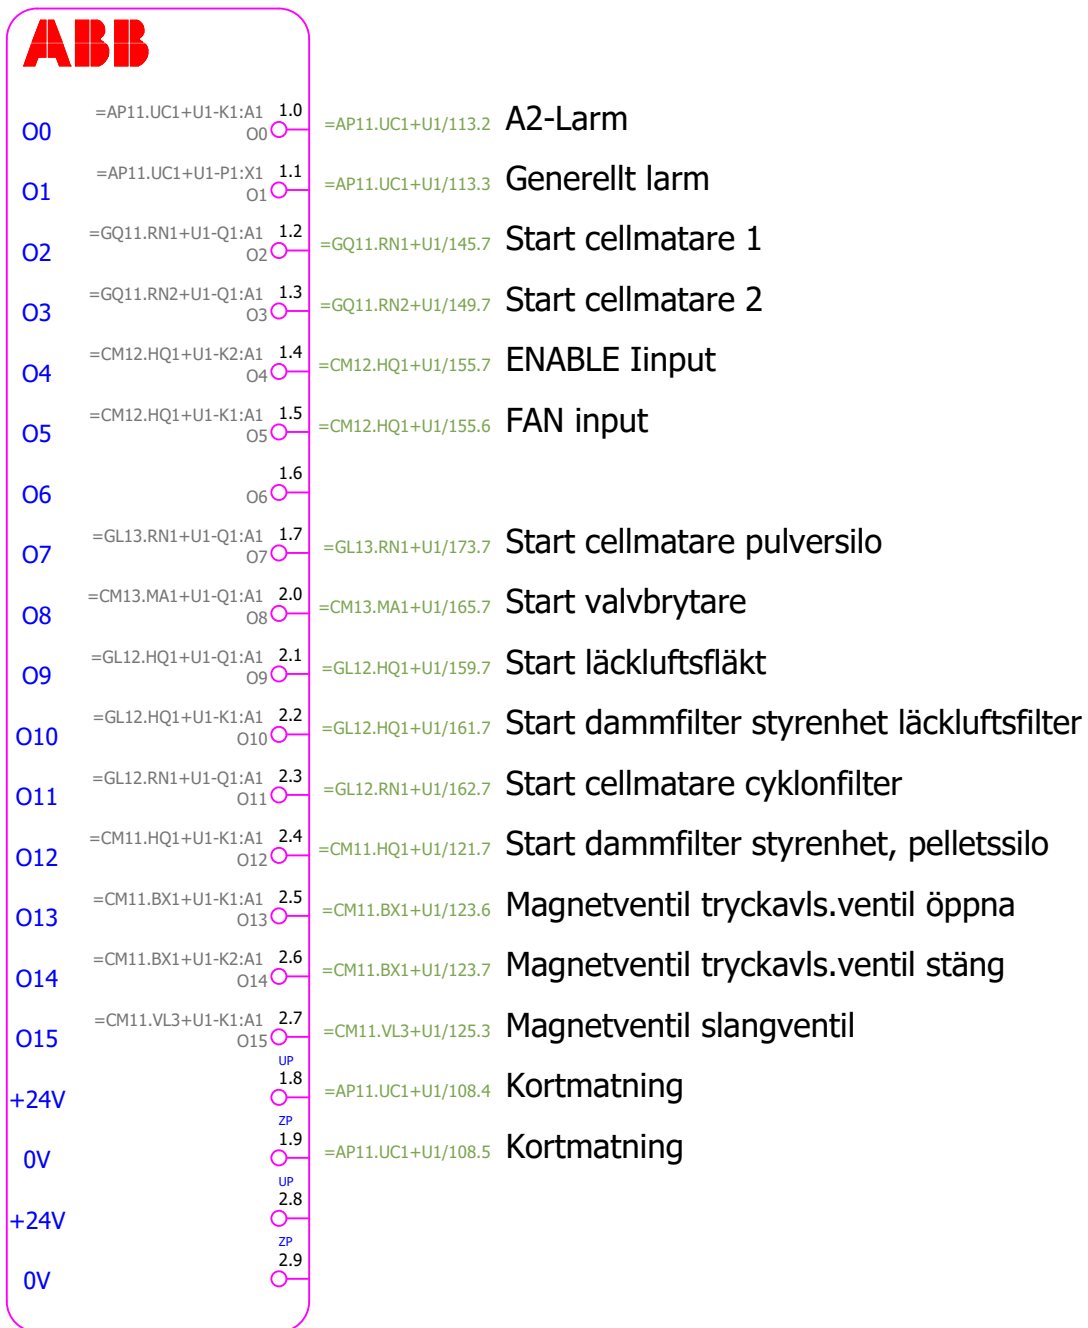 ABB
O0 =AP11.UC1+U1-K1:A1 1.0 O0 =AP11.UC1+U1/113.2 A2-Larm
O1 =AP11.UC1+U1-P1:X1 1.1 O1 =AP11.UC1+U1/113.3 Generellt larm
O2 =GQ11.RN1+U1-Q1:A1 1.2 O2 =GQ11.RN1+U1/145.7 Start cellmatare 1
O3 =GQ11.RN2+U1-Q1:A1 1.3 O3 =GQ11.RN2+U1/149.7 Start cellmatare 2
O4 =CM12.HQ1+U1-K2:A1 1.4 O4 =CM12.HQ1+U1/155.7 ENABLE Iinput
O5 =CM12.HQ1+U1-K1:A1 1.5 O5 =CM12.HQ1+U1/155.6 FAN input
O6 1.6 O6
O7 =GL13.RN1+U1-Q1:A1 1.7 O7 =GL13.RN1+U1/173.7 Start cellmatare pulversilo
O8 =CM13.MA1+U1-Q1:A1 2.0 O8 =CM13.MA1+U1/165.7 Start valvbrytare
O9 =GL12.HQ1+U1-Q1:A1 2.1 O9 =GL12.HQ1+U1/159.7 Start läckluftsfläkt
O10 =GL12.HQ1+U1-K1:A1 2.2 O10 =GL12.HQ1+U1/161.7 Start dammfilter styrenhet läckluftsfilter
O11 =GL12.RN1+U1-Q1:A1 2.3 O11 =GL12.RN1+U1/162.7 Start cellmatare cyklonfilter
O12 =CM11.HQ1+U1-K1:A1 2.4 O12 =CM11.HQ1+U1/121.7 Start dammfilter styrenhet, pelletssilo
O13 =CM11.BX1+U1-K1:A1 2.5 O13 =CM11.BX1+U1/123.6 Magnetventil tryckavls.ventil öppna
O14 =CM11.BX1+U1-K2:A1 2.6 O14 =CM11.BX1+U1/123.7 Magnetventil tryckavls.ventil stäng
O15 =CM11.VL3+U1-K1:A1 2.7 O15 =CM11.VL3+U1/125.3 Magnetventil slangventil
+24V UP 1.8 =AP11.UC1+U1/108.4 Kortmatning
0V ZP 1.9 =AP11.UC1+U1/108.5 Kortmatning
+24V UP 2.8
0V ZP 2.9